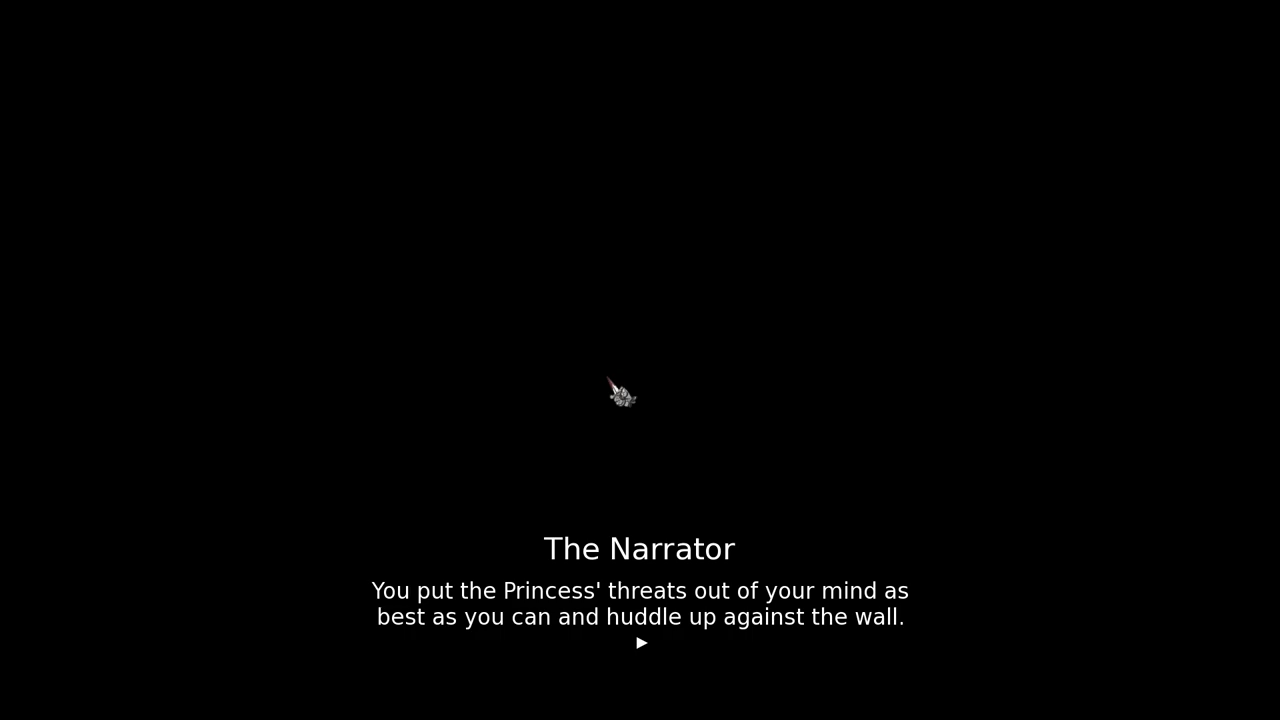 The Narrator
You put the Princess' threats out of your mind as
best as you can and huddle up against the wall.